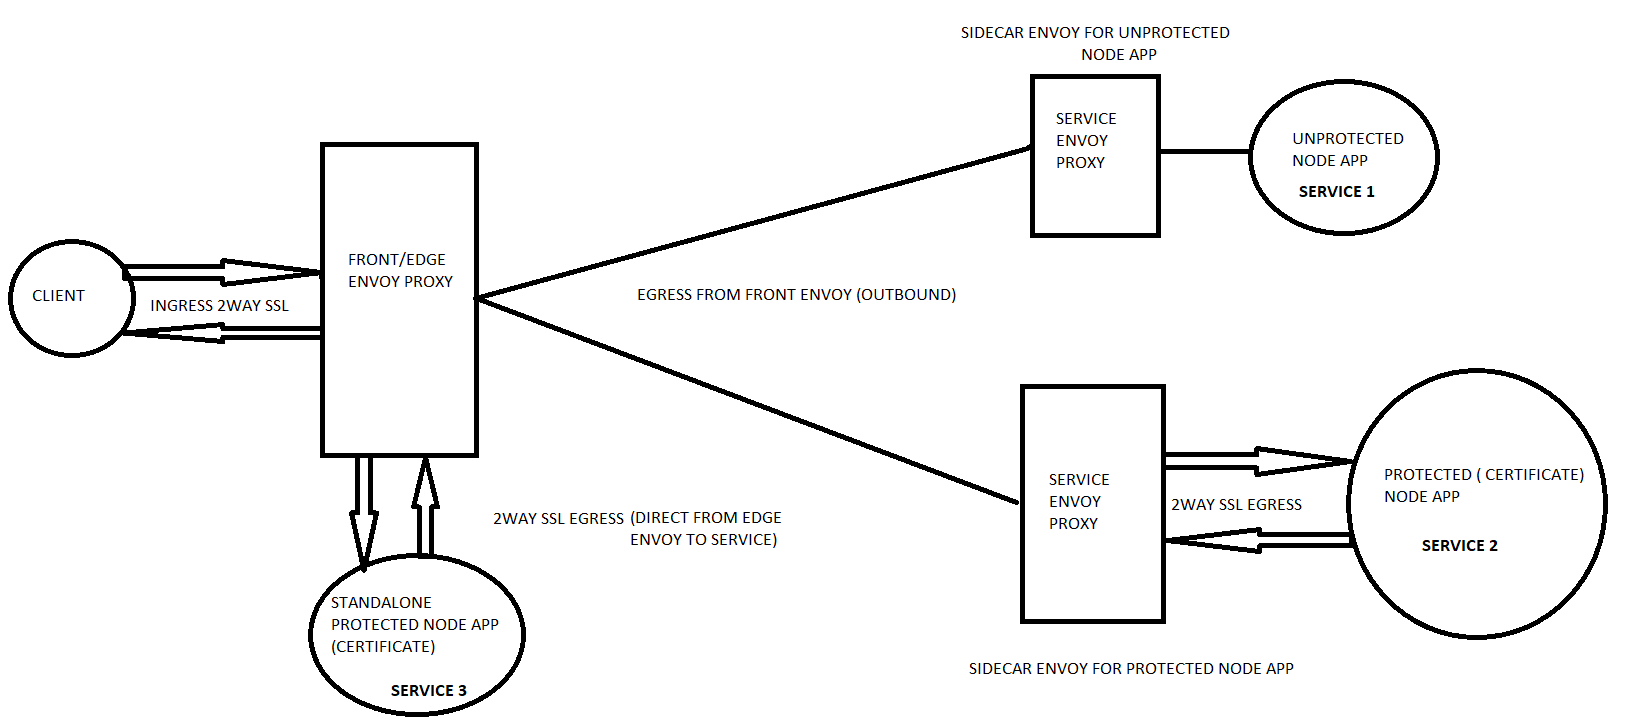 SIDECAR ENVOY FOR UNPROTECTED
NODE APP
SERVICE
ENVOY
PROXY
UNPROTECTED
NODE APP
SERVICE 1
FRONT/EDGE
ENVOY PROXY
CLIENT
INGRESS 2WAY SSL
EGRESS FROM FRONT ENVOY (OUTBOUND)
SERVICE
ENVOY
PROXY
2WAY SSL EGRESS
PROTECTED ( CERTIFICATE)
NODE APP
SERVICE 2
2WAY SSL EGRESS (DIRECT FROM EDGE
ENVOY TO SERVICE)
STANDALONE
PROTECTED NODE APP
(CERTIFICATE)
SERVICE 3
SIDECAR ENVOY FOR PROTECTED NODE APP